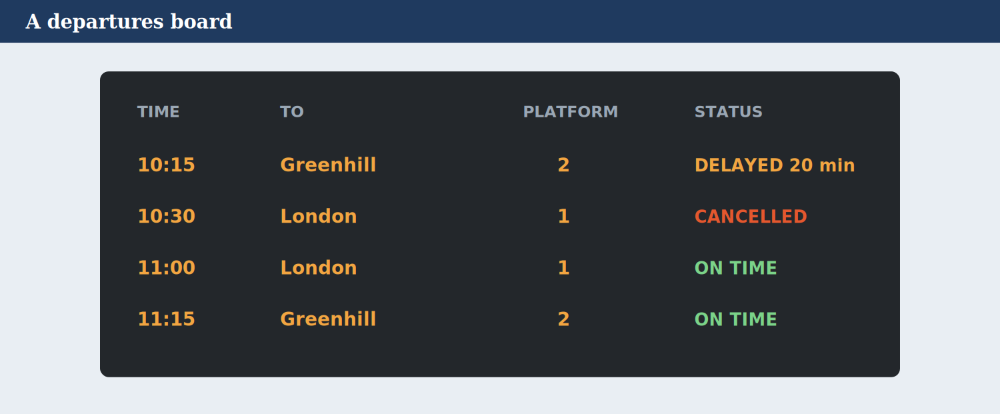 A departures board
TIME TO PLATFORM STATUS
10:15 Greenhill 2 DELAYED 20 min
10:30 London 1 CANCELLED
11:00 London 1 ON TIME
11:15 Greenhill 2 ON TIME